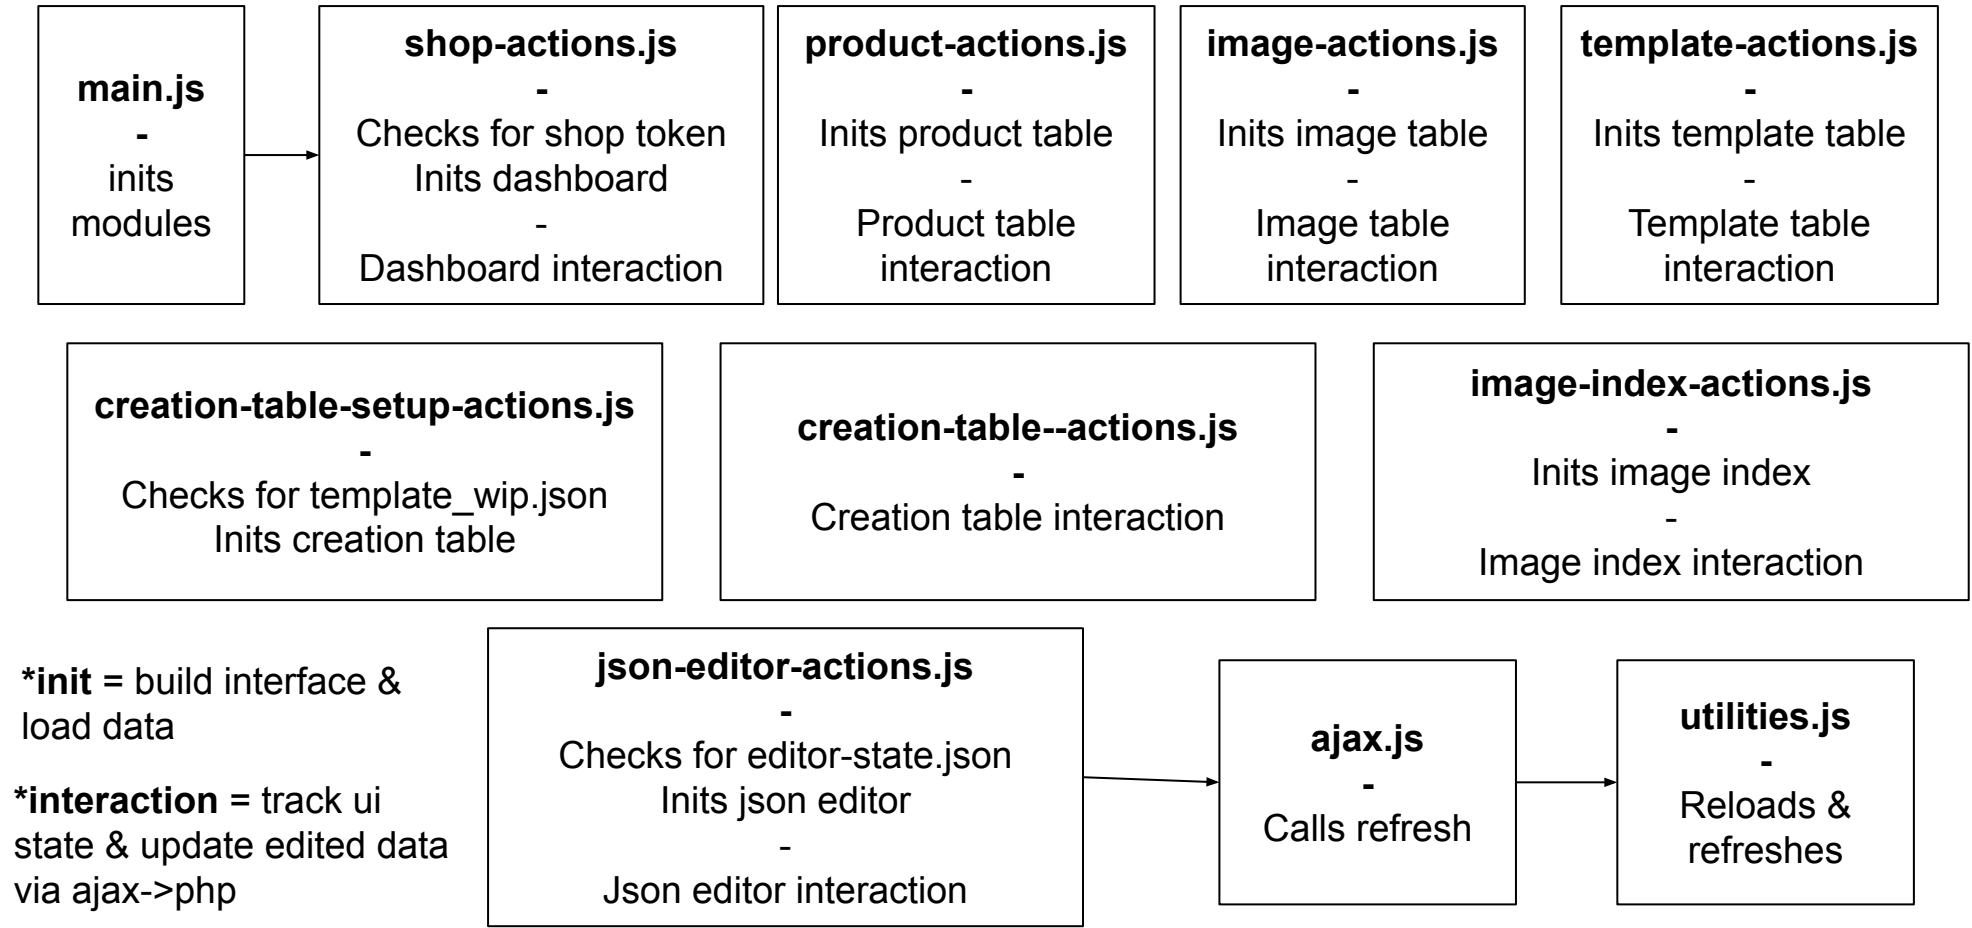 main.js
-
inits
modules
shop-actions.js
-
Checks for shop token
Inits dashboard
-
Dashboard interaction
product-actions.js
-
Inits product table
-
Product table
interaction
image-actions.js
-
Inits image table
-
Image table
interaction
template-actions.js
-
Inits template table
-
Template table
interaction
creation-table-setup-actions.js
-
Checks for template_wip.json
Inits creation table
creation-table--actions.js
-
Creation table interaction
image-index-actions.js
-
Inits image index
-
Image index interaction
*init = build interface &
load data
*interaction = track ui
state & update edited data
via ajax->php
json-editor-actions.js
-
Checks for editor-state.json
Inits json editor
-
Json editor interaction
ajax.js
-
Calls refresh
utilities.js
-
Reloads &
refreshes